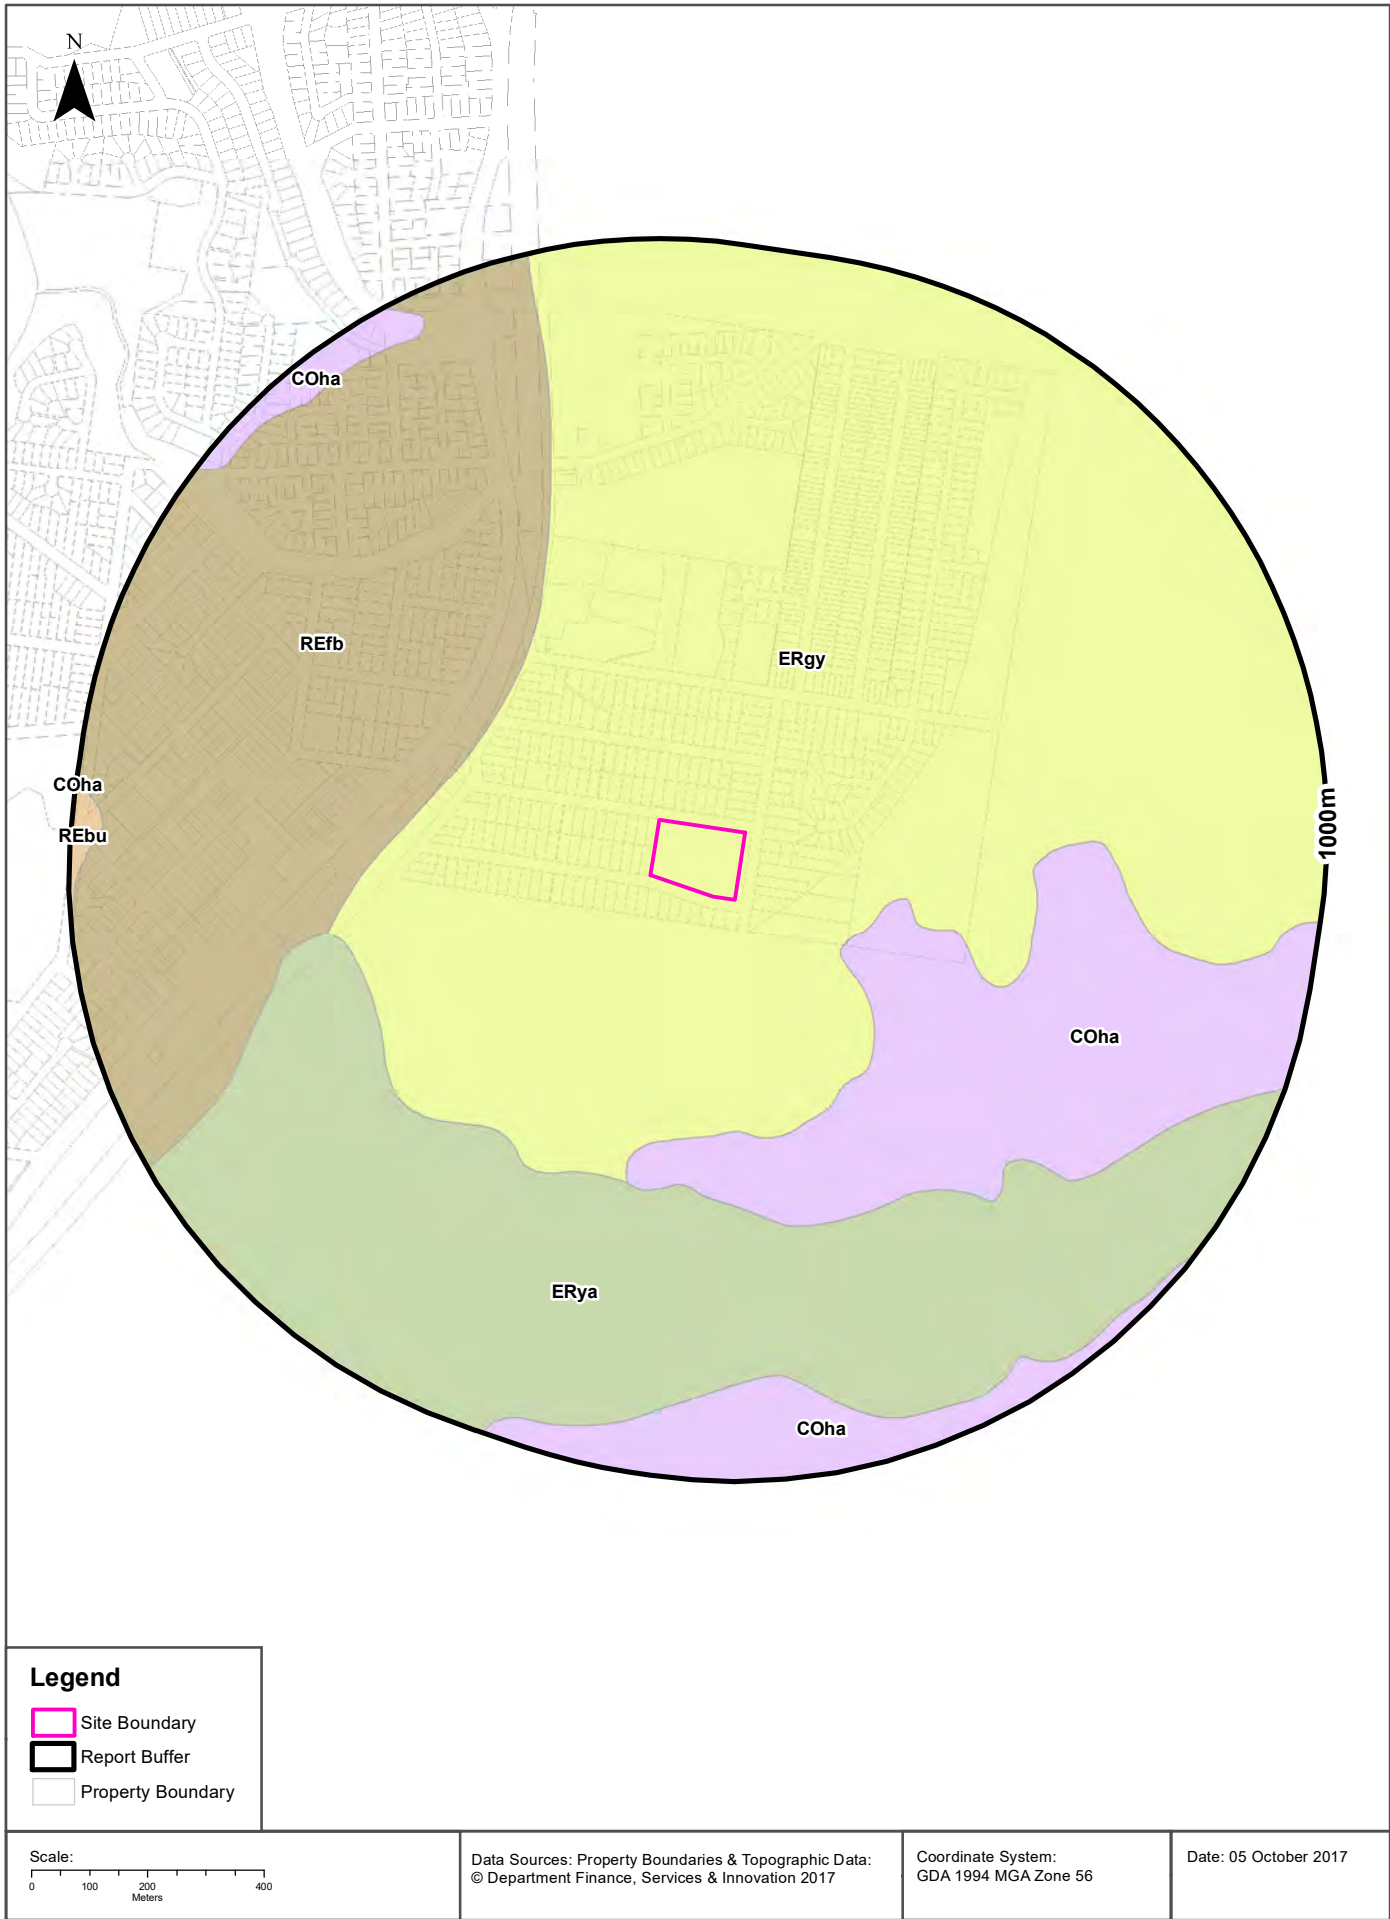 N
COha
REfb
ERgy
COha
REbu
1000m
COha
ERya
COha
Legend
Site Boundary
Report Buffer
Property Boundary
Scale:
0 100 200 400
Meters
Data Sources: Property Boundaries & Topographic Data:
© Department Finance, Services & Innovation 2017
Coordinate System:
GDA 1994 MGA Zone 56
Date: 05 October 2017